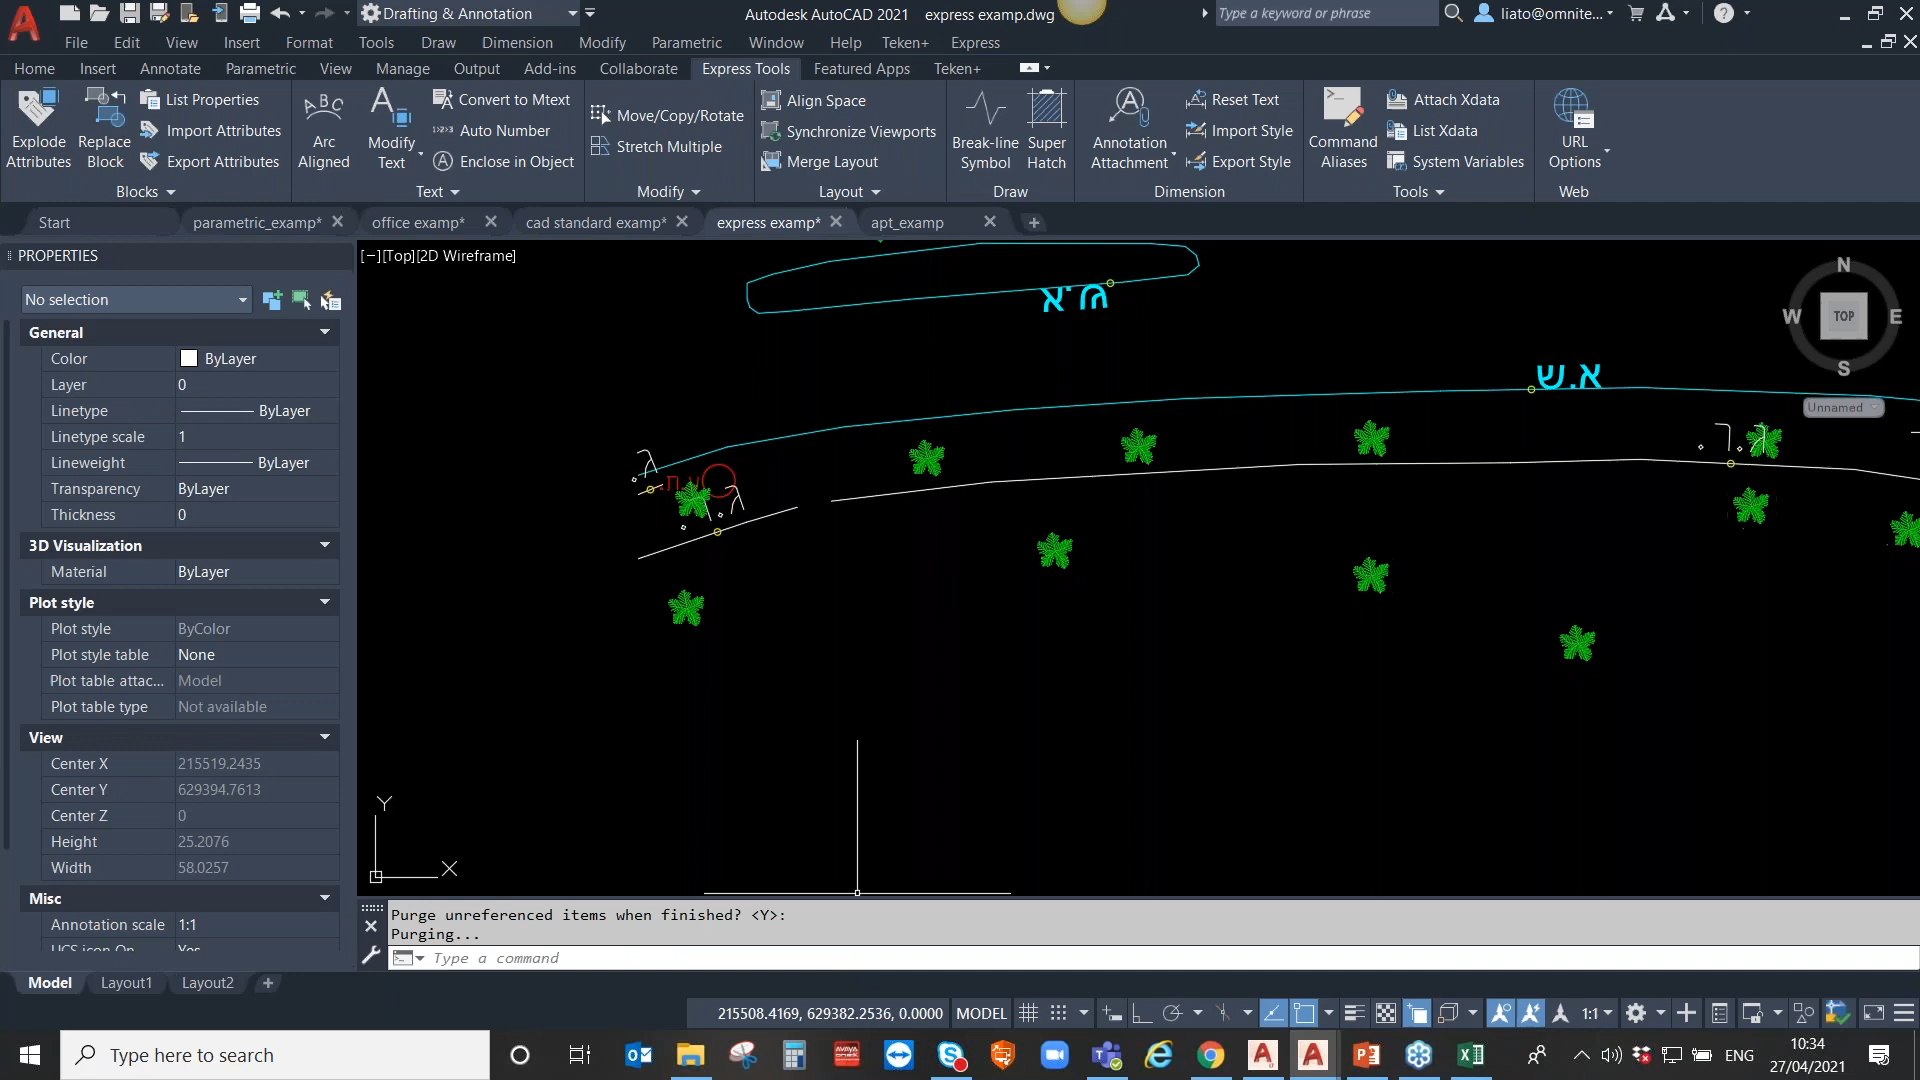 Drafting & Annotation
Autodesk AutoCAD 2021 express examp.dwg
Type a keyword or phrase
liato@omnite...
File Edit View Insert Format Tools Draw Dimension Modify Parametric Window Help Teken+ Express
Home Insert Annotate Parametric View Manage Output Add-ins Collaborate Express Tools Featured Apps Teken+
Explode Attributes
Replace Block
List Properties
Import Attributes
Export Attributes
Blocks
Arc Aligned
Modify Text
Convert to Mtext
Auto Number
Enclose in Object
Text
Move/Copy/Rotate
Stretch Multiple
Modify
Align Space
Synchronize Viewports
Merge Layout
Layout
Break-line Symbol
Super Hatch
Draw
Annotation Attachment
Reset Text
Import Style
Export Style
Dimension
Command Aliases
Attach Xdata
List Xdata
System Variables
Tools
URL Options
Web
Start parametric_examp* office examp* cad standard examp* express examp* apt_examp
PROPERTIES
No selection
General
Color ByLayer
Layer 0
Linetype ByLayer
Linetype scale 1
Lineweight ByLayer
Transparency ByLayer
Thickness 0
3D Visualization
Material ByLayer
Plot style
Plot style ByColor
Plot style table None
Plot table attac... Model
Plot table type Not available
View
Center X 215519.2435
Center Y 629394.7613
Center Z 0
Height 25.2076
Width 58.0257
Misc
Annotation scale 1:1
UCS icon On Yes
[−][Top][2D Wireframe]
א.ש
א.ש
N
W TOP E
S
Unnamed
Y
X
Purge unreferenced items when finished? <Y>:
Purging...
Type a command
Model Layout1 Layout2
215508.4169, 629382.2536, 0.0000 MODEL 1:1
Type here to search
ENG
10:34
27/04/2021